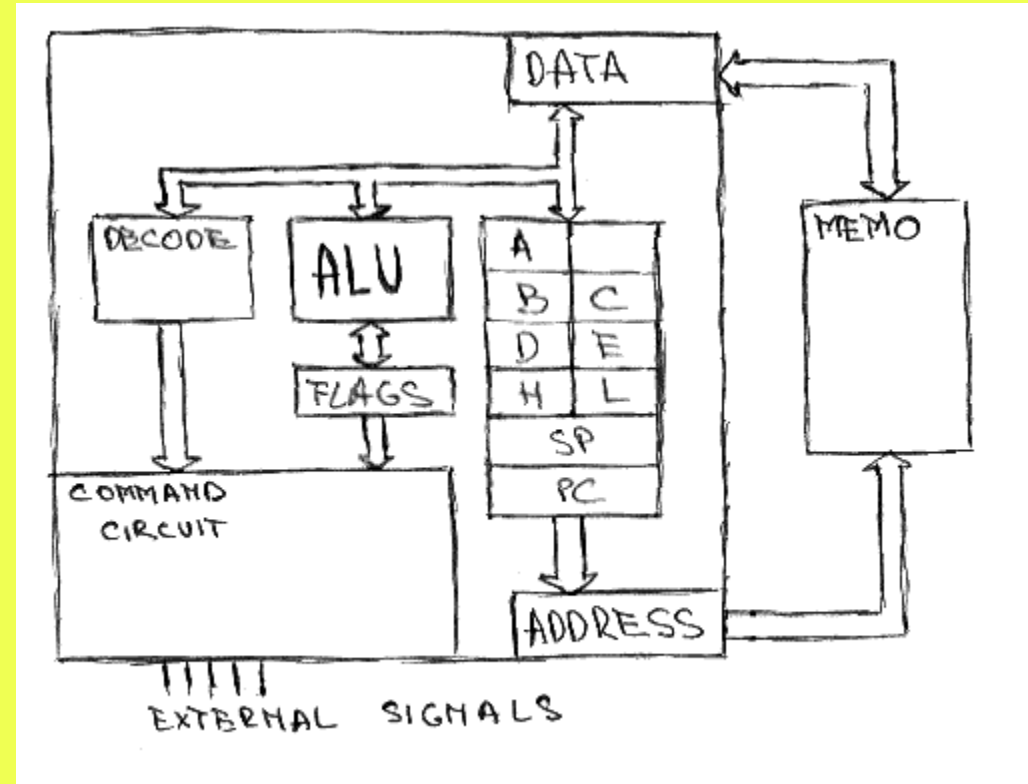 DATA
DECODE
ALU
A
B C
D E
H L
SP
PC
FLAGS
MEMO
COMMAND
CIRCUIT
ADDRESS
EXTERNAL SIGNALS